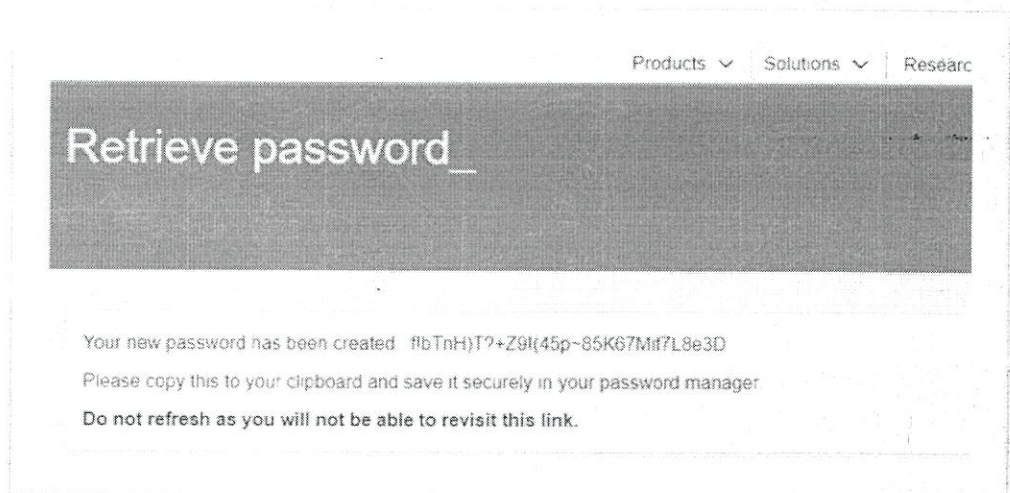 Products Solutions Researc
Retrieve password_
Your new password has been created
Please copy this to your clipboard and save it securely in your password manager
Do not refresh as you will not be able to revisit this link.